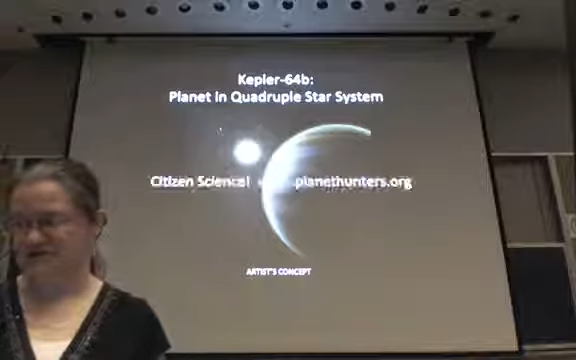 Kepler-64b:
Planet in Quadruple Star System
Citizen Science! planethunters.org
ARTIST'S CONCEPT